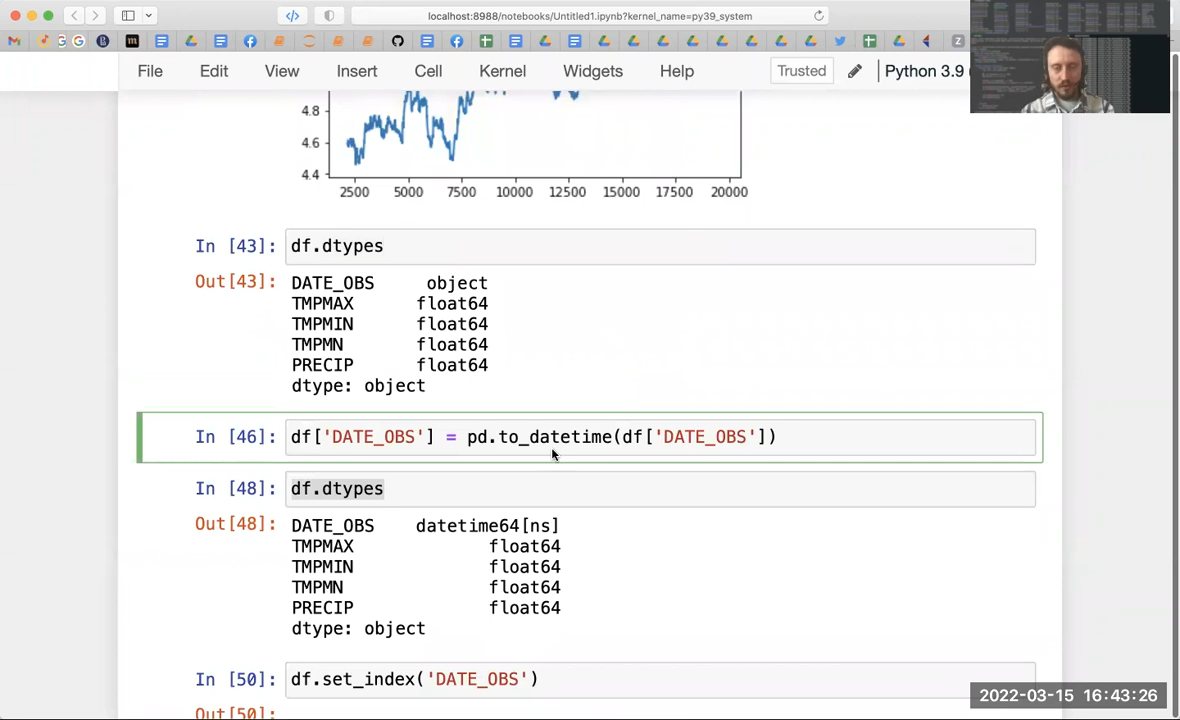 localhost:8988/notebooks/Untitled1.ipynb?kernel_name=py39_system
File Edit View Insert Cell Kernel Widgets Help Trusted Python 3.9
4.8
4.6
4.4
2500 5000 7500 10000 12500 15000 17500 20000
In [43]: df.dtypes
Out[43]: DATE_OBS object
TMPMAX float64
TMPMIN float64
TMPMN float64
PRECIP float64
dtype: object
In [46]: df['DATE_OBS'] = pd.to_datetime(df['DATE_OBS'])
In [48]: df.dtypes
Out[48]: DATE_OBS datetime64[ns]
TMPMAX float64
TMPMIN float64
TMPMN float64
PRECIP float64
dtype: object
In [50]: df.set_index('DATE_OBS')
Out[50]:
2022-03-15 16:43:26